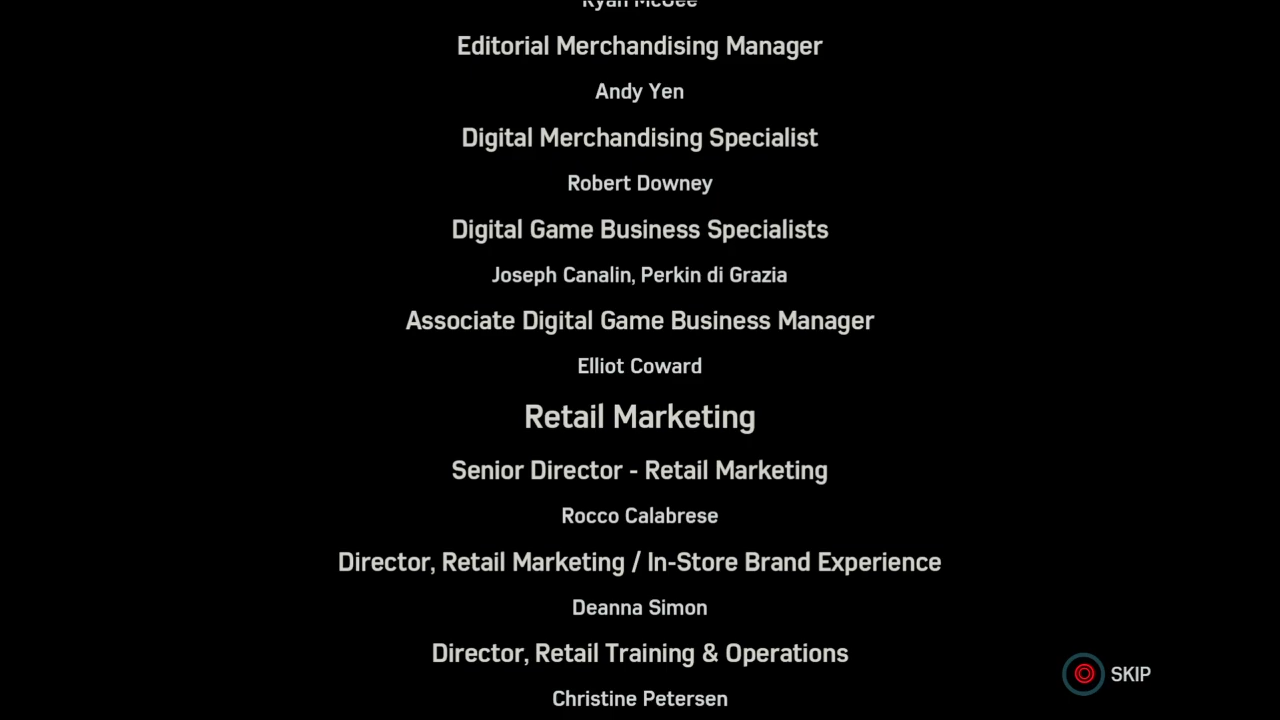 Ryan McGee
Editorial Merchandising Manager
Andy Yen
Digital Merchandising Specialist
Robert Downey
Digital Game Business Specialists
Joseph Canalin, Perkin di Grazia
Associate Digital Game Business Manager
Elliot Coward
Retail Marketing
Senior Director - Retail Marketing
Rocco Calabrese
Director, Retail Marketing / In-Store Brand Experience
Deanna Simon
Director, Retail Training & Operations
Christine Petersen
SKIP